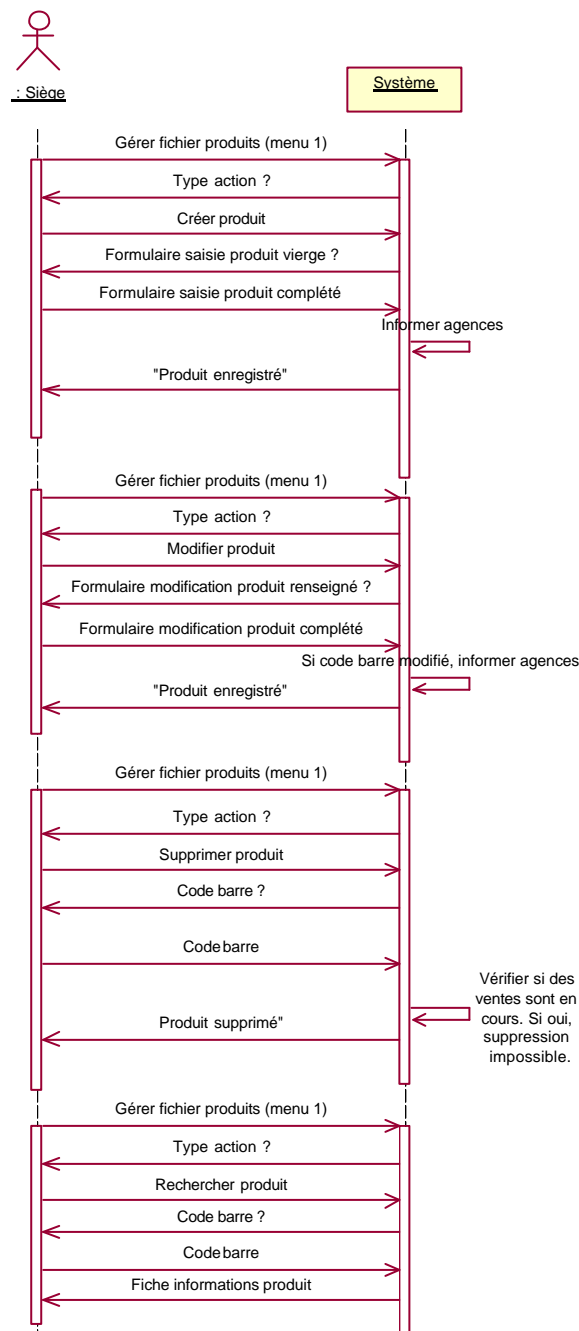 : Siège
Système
Gérer fichier produits (menu 1)
Type action ?
Créer produit
Formulaire saisie produit vierge ?
Formulaire saisie produit complété
Informer agences
"Produit enregistré"
Gérer fichier produits (menu 1)
Type action ?
Modifier produit
Formulaire modification produit renseigné ?
Formulaire modification produit complété
Si code barre modifié, informer agences
"Produit enregistré"
Gérer fichier produits (menu 1)
Type action ?
Supprimer produit
Code barre ?
Code barre
Vérifier si des
ventes sont en
cours. Si oui,
suppression
impossible.
Produit supprimé"
Gérer fichier produits (menu 1)
Type action ?
Rechercher produit
Code barre ?
Code barre
Fiche informations produit